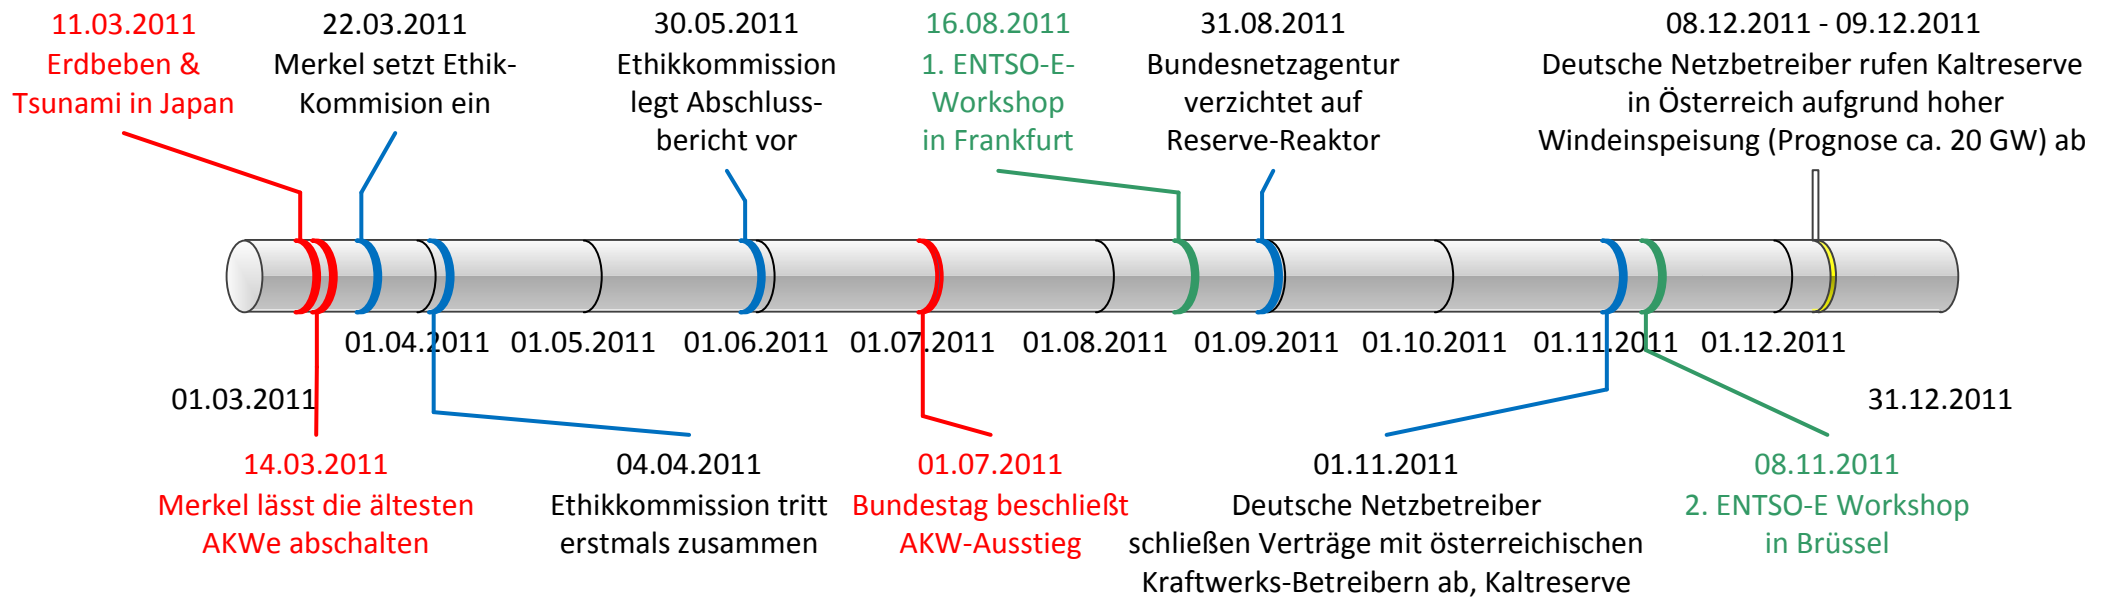 11.03.2011
Erdbeben &
Tsunami in Japan
22.03.2011
Merkel setzt Ethik-
Kommision ein
30.05.2011
Ethikkommission
legt Abschluss-
bericht vor
16.08.2011
1. ENTSO-E-
Workshop
in Frankfurt
31.08.2011
Bundesnetzagentur
verzichtet auf
Reserve-Reaktor
08.12.2011 - 09.12.2011
Deutsche Netzbetreiber rufen Kaltreserve
in Österreich aufgrund hoher
Windeinspeisung (Prognose ca. 20 GW) ab
01.04.2011
01.05.2011
01.06.2011
01.07.2011
01.08.2011
01.09.2011
01.10.2011
01.11.2011
01.12.2011
01.03.2011
31.12.2011
14.03.2011
Merkel lässt die ältesten
AKWe abschalten
04.04.2011
Ethikkommission tritt
erstmals zusammen
01.07.2011
Bundestag beschließt
AKW-Ausstieg
01.11.2011
Deutsche Netzbetreiber
schließen Verträge mit österreichischen
Kraftwerks-Betreibern ab, Kaltreserve
08.11.2011
2. ENTSO-E Workshop
in Brüssel